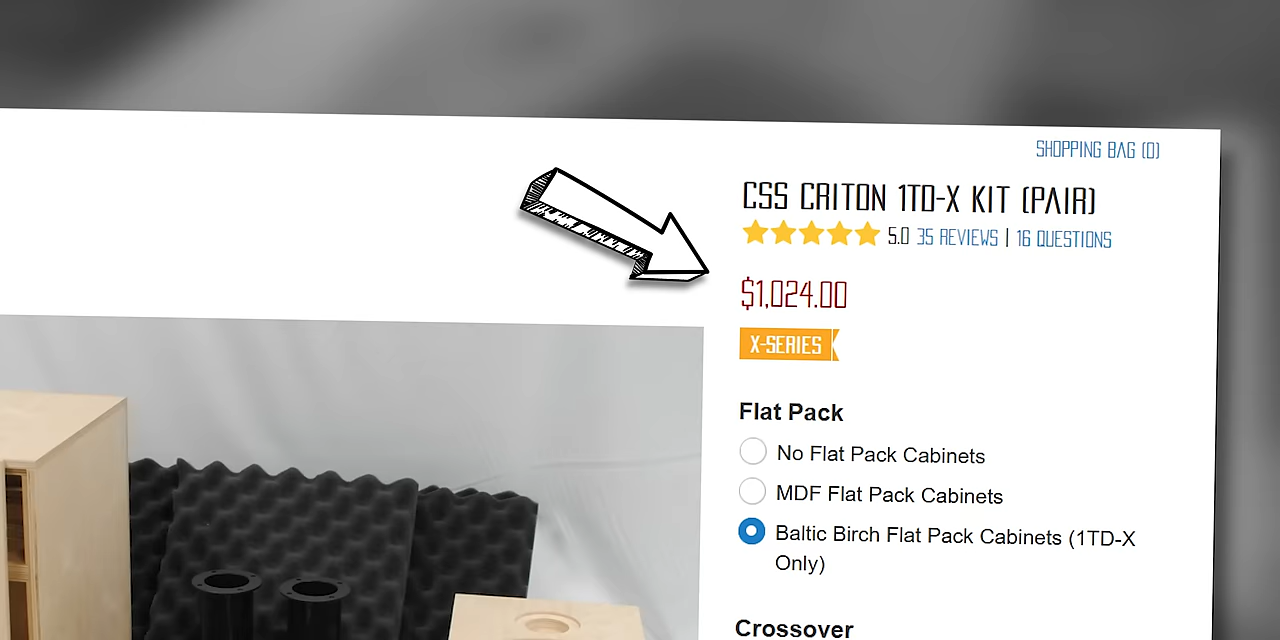 SHOPPING BAG (0)
CSS CRITON 1TD-X KIT (PAIR)
5.0 35 REVIEWS | 16 QUESTIONS
$1,024.00
X-SERIES
Flat Pack
No Flat Pack Cabinets
MDF Flat Pack Cabinets
Baltic Birch Flat Pack Cabinets (1TD-X
Only)
Crossover